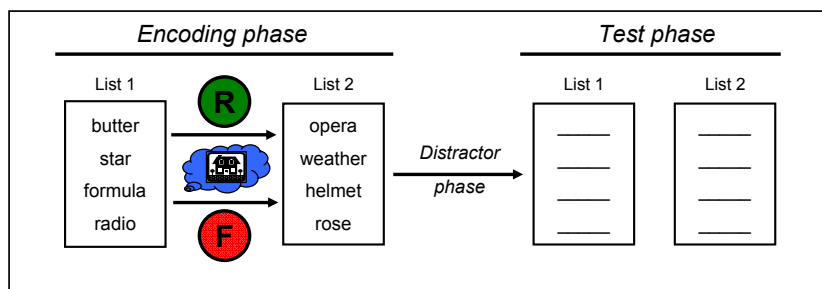 Encoding phase
Test phase
List 1
R
List 2
List 1
List 2
butter
star
formula
radio
F
opera
weather
helmet
rose
Distractor
phase